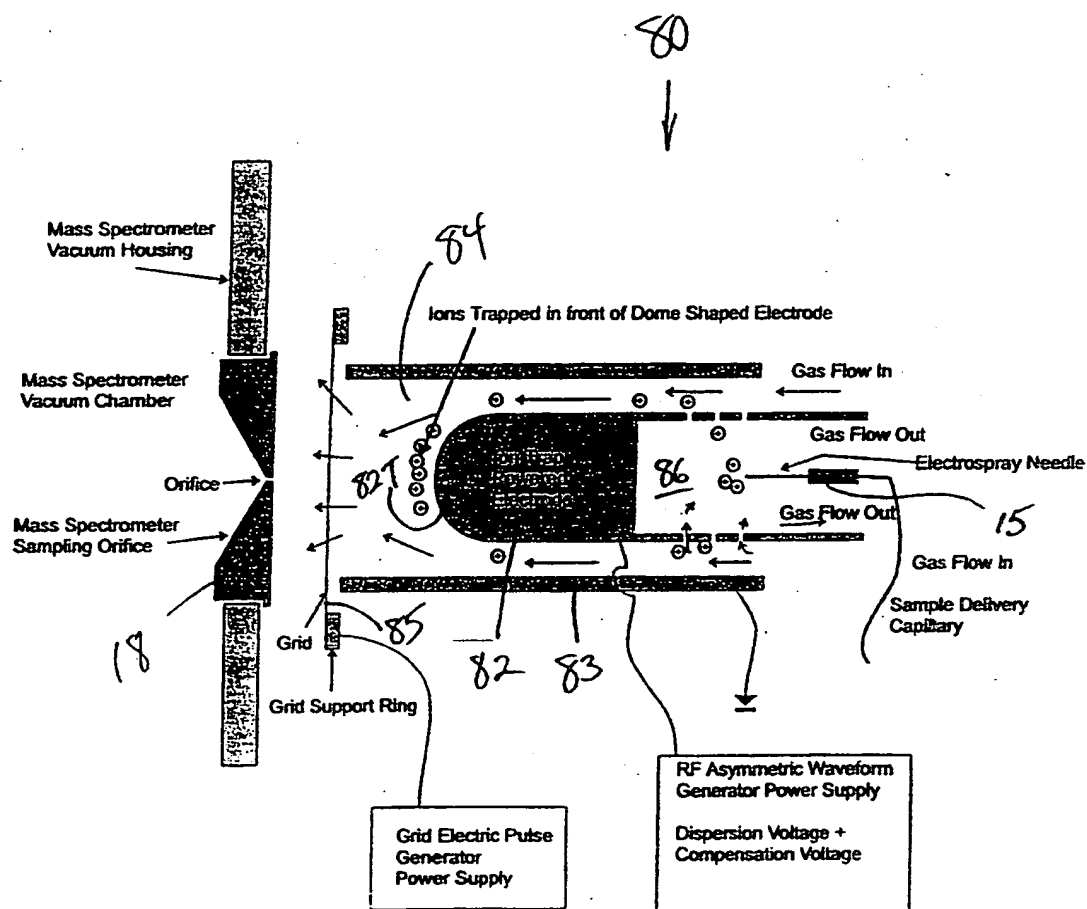 80
Mass Spectrometer
Vacuum Housing
84
Ions Trapped in front of Dome Shaped Electrode
Mass Spectrometer
Vacuum Chamber
Gas Flow In
Gas Flow Out
Electrospray Needle
Orifice
82T
86
15
Mass Spectrometer
Sampling Orifice
Gas Flow Out
Gas Flow In
Sample Delivery
Capillary
18
Grid
85
82
83
Grid Support Ring
RF Asymmetric Waveform
Generator Power Supply
Dispersion Voltage +
Compensation Voltage
Grid Electric Pulse
Generator
Power Supply